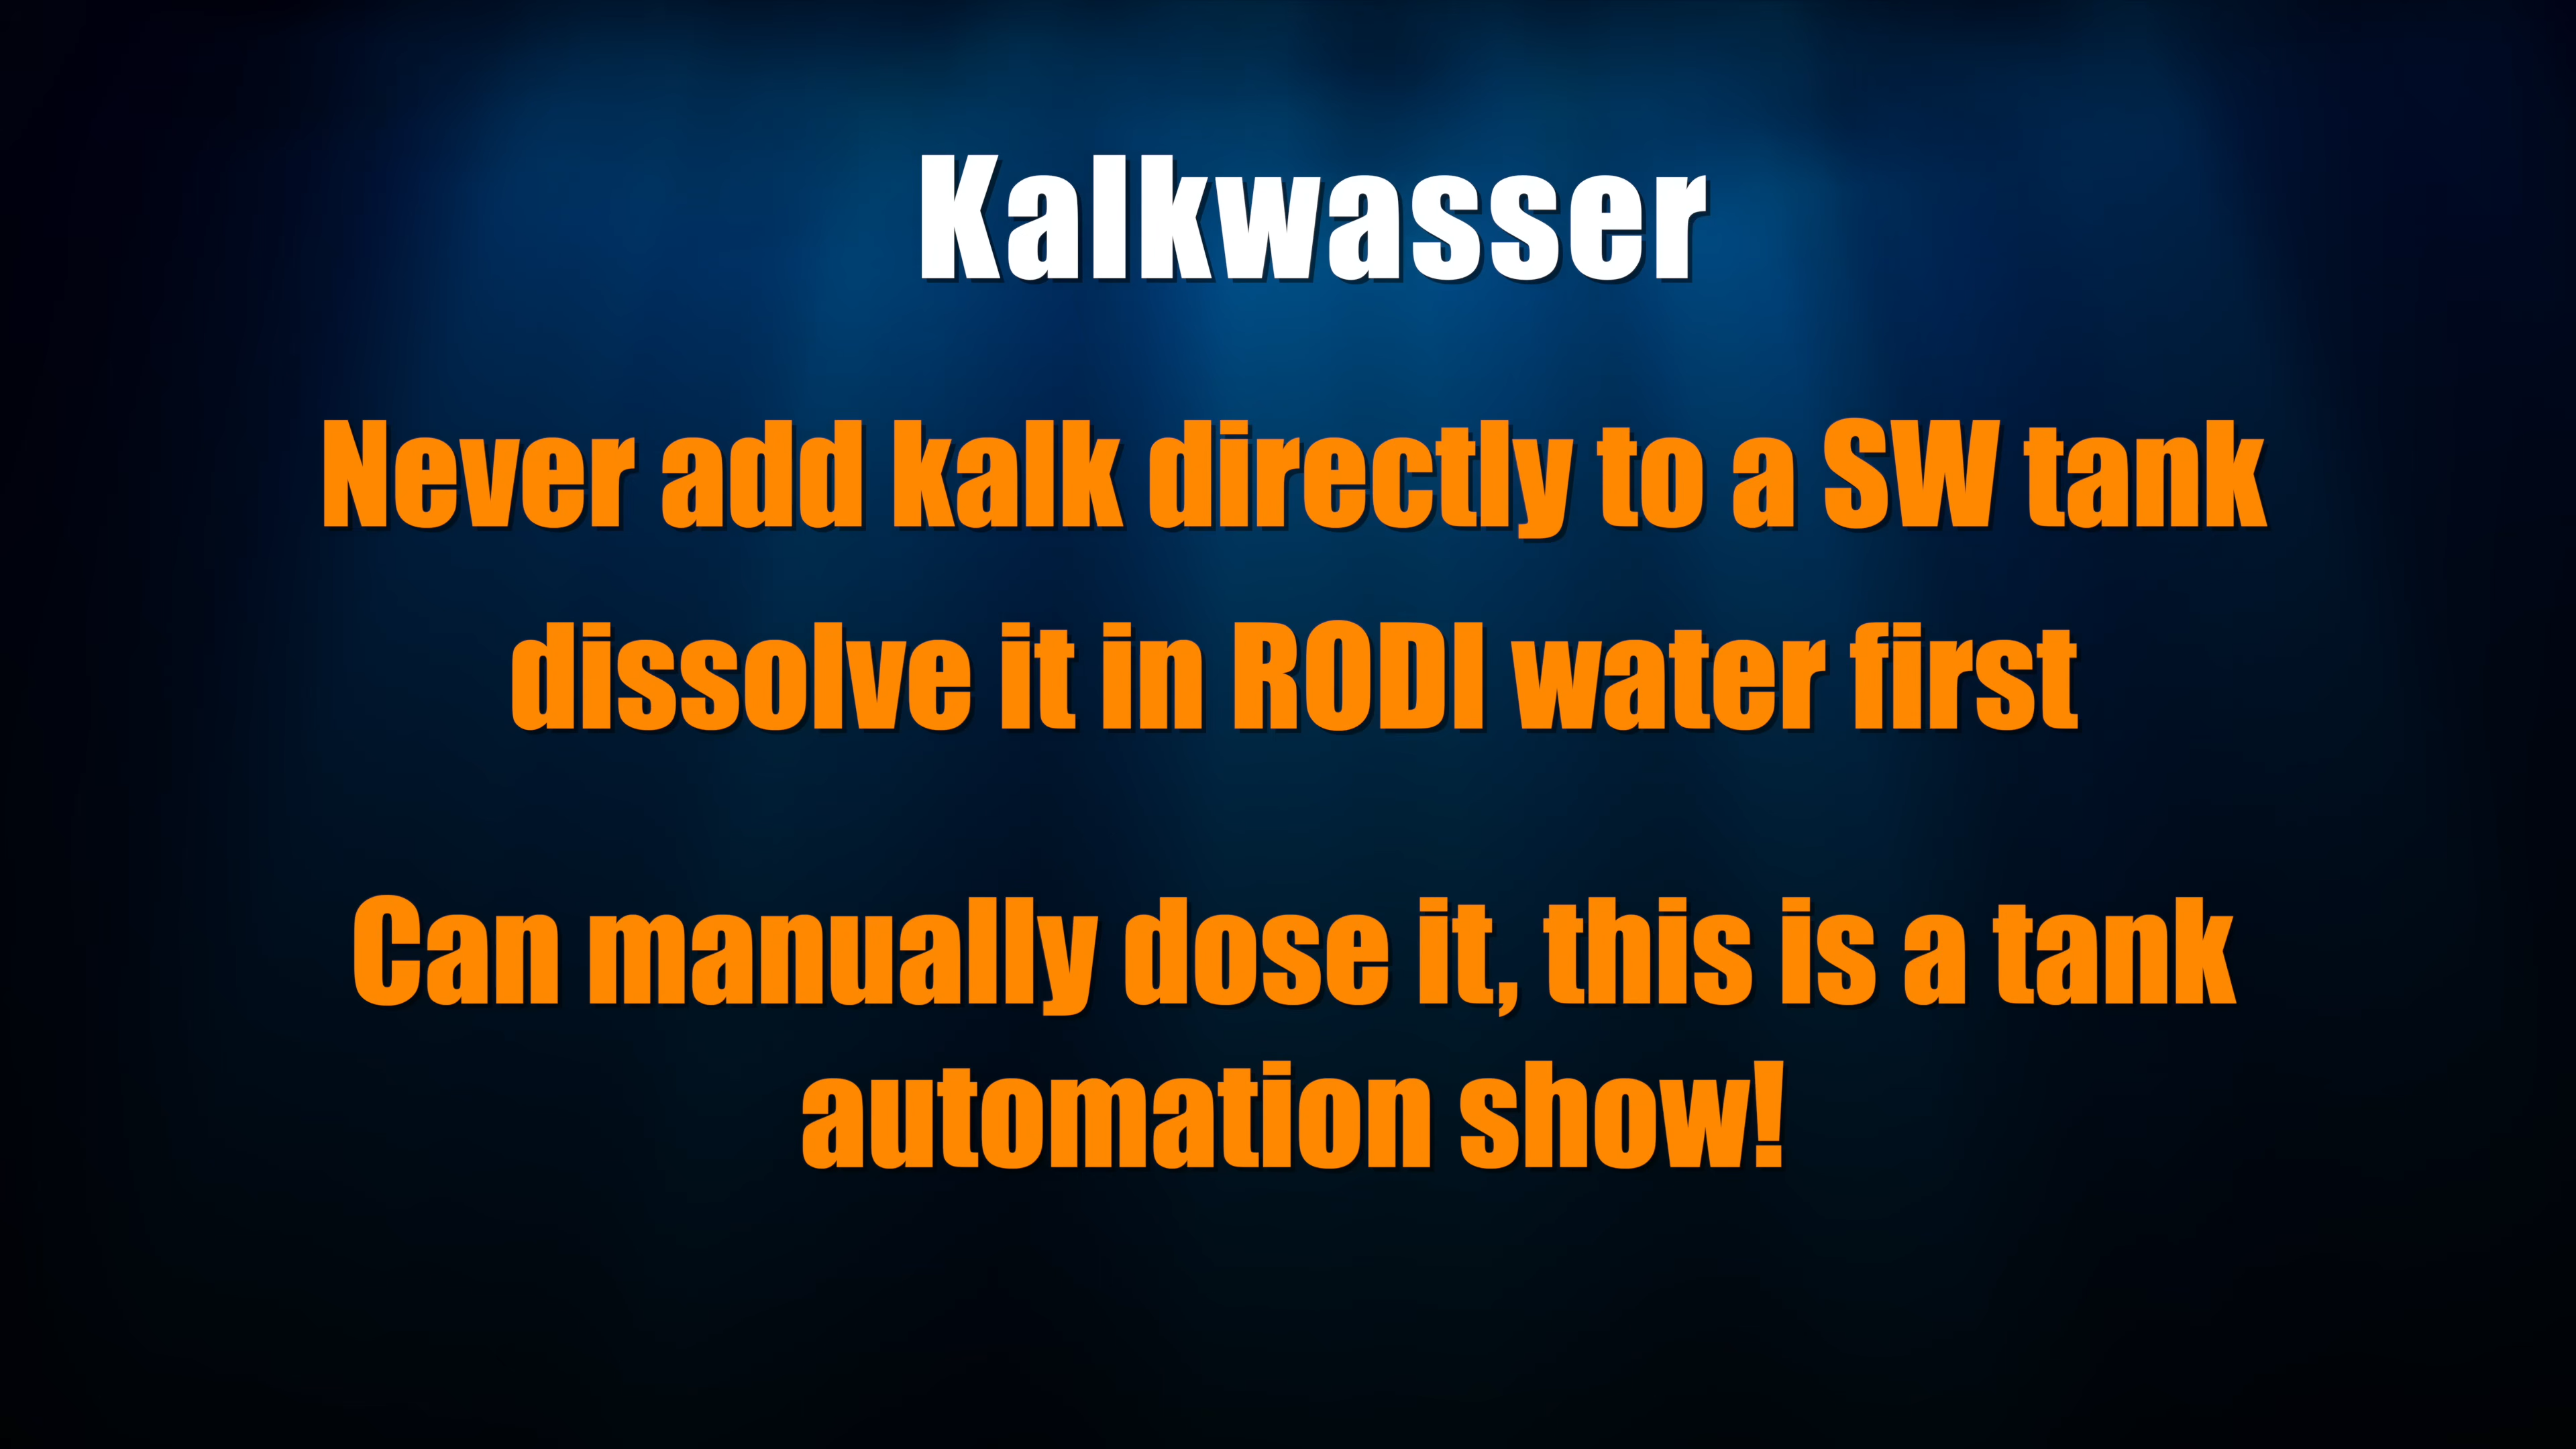 Kalkwasser
Never add kalk directly to a SW tank
dissolve it in RODI water first
Can manually dose it, this is a tank
automation show!